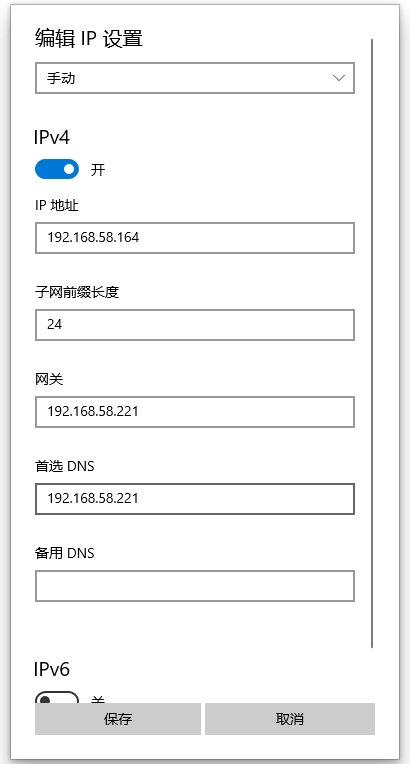 编辑 IP 设置
手动
IPv4
开
IP 地址
192.168.58.164
子网前缀长度
24
网关
192.168.58.221
首选 DNS
192.168.58.221
备用 DNS
IPv6
关
保存
取消